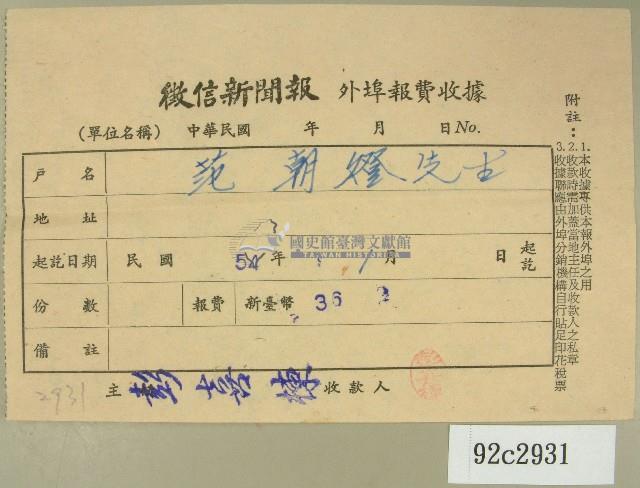 徵信新聞報 外埠報費收據
(單位名稱) 中華民國 年 月 日 No.
戶名 范朝燈先生
地址
起訖日期 民國 54年 月 日 起訖
份數 報費 新臺幣 36
備註
主 彭 收款人
附註:
1.本收據專供本報外埠之用
2.收款時需加蓋當地主任及收款人之私章
3.收據聯應由外埠分銷機構自行貼足印花稅票
國史館臺灣文獻館
TAIWAN HISTORICA
2931
92c2931